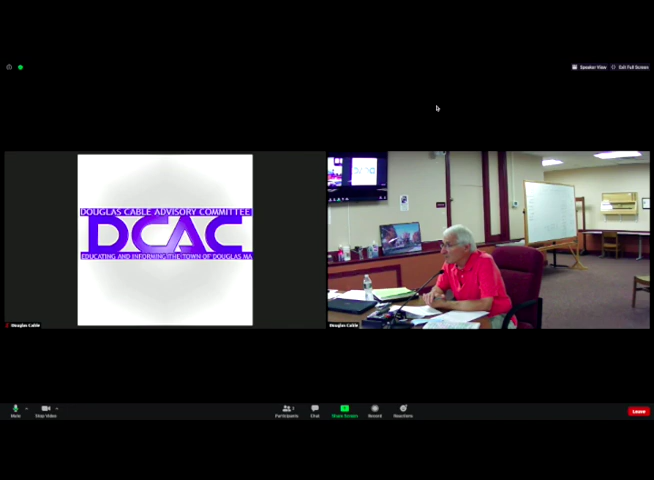 Speaker View
Exit Full Screen
DOUGLAS CABLE ADVISORY COMMITTEE
DCAC
EDUCATING AND INFORMING THE TOWN OF DOUGLAS MA
Douglas Cable
Douglas Cable
Mute
Stop Video
Participants
Chat
Share Screen
Record
Reactions
Leave